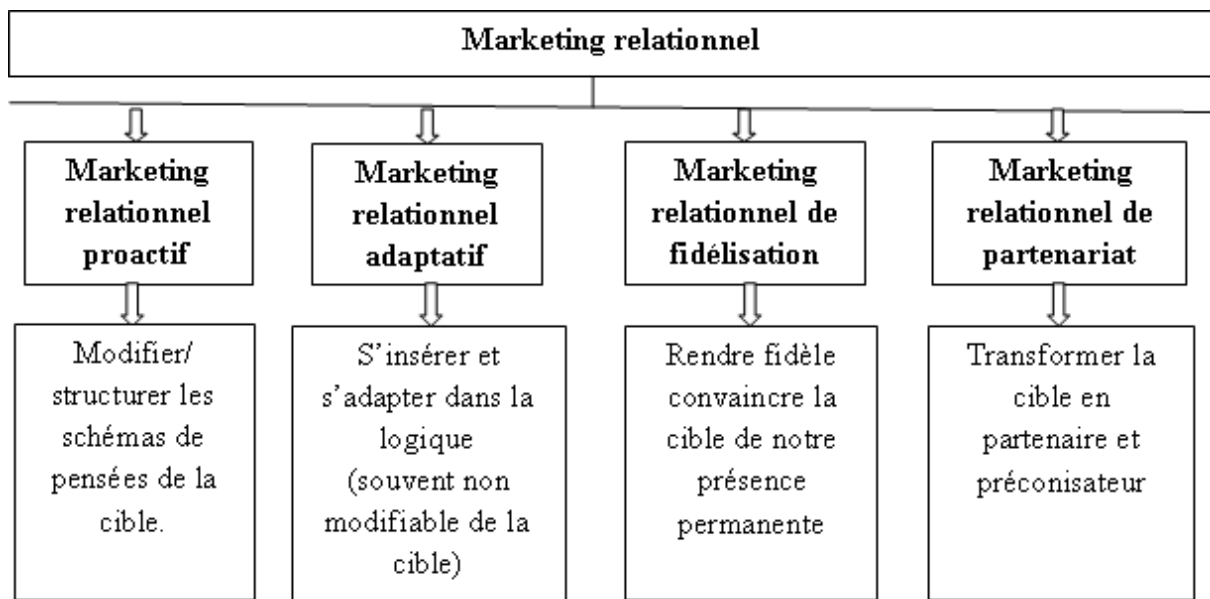 Marketing relationnel
Marketing
relationnel
proactif
Marketing
relationnel
adaptatif
Marketing
relationnel de
fidélisation
Marketing
relationnel de
partenariat
Modifier/
structurer les
schémas de
pensées de la
cible.
S’insérer et
s’adapter dans la
logique
(souvent non
modifiable de la
cible)
Rendre fidèle
convaincre la
cible de notre
présence
permanente
Transformer la
cible en
partenaire et
préconisateur